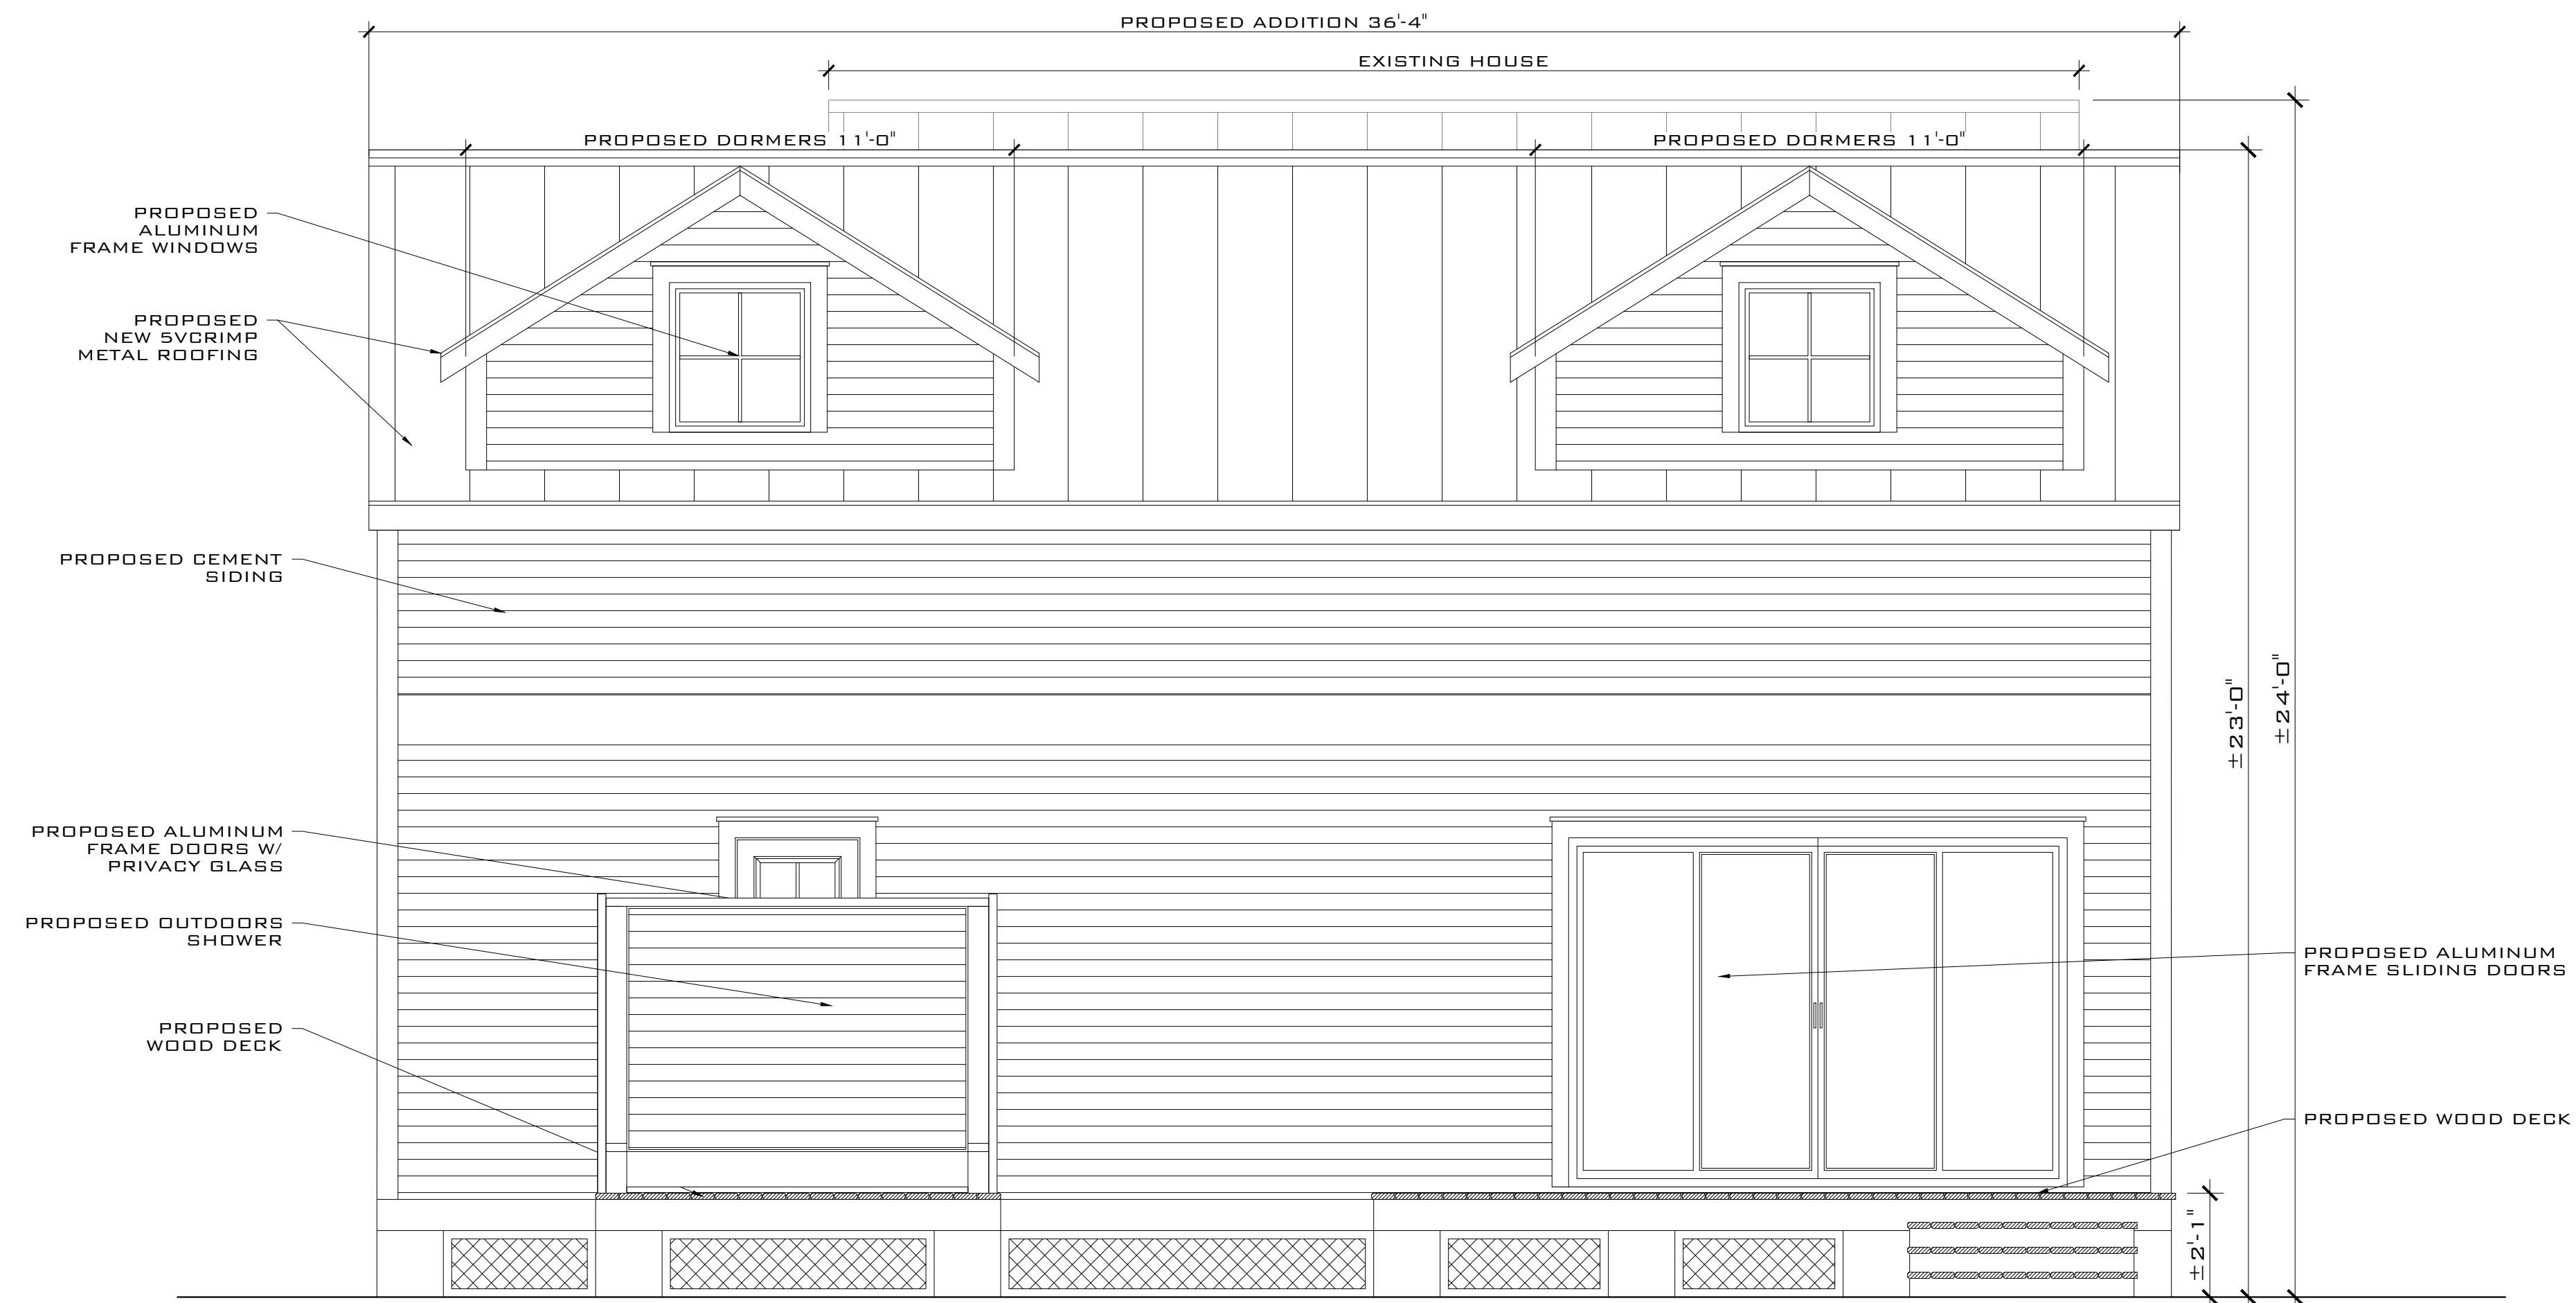 PROPOSED ADDITION 36'-4"
EXISTING HOUSE
PROPOSED DORMERS 11'-0"
PROPOSED DORMERS 11'-0"
PROPOSED
ALUMINUM
FRAME WINDOWS
PROPOSED
NEW 5VCRIMP
METAL ROOFING
PROPOSED CEMENT
SIDING
±23'-0"
±24'-0"
PROPOSED ALUMINUM
FRAME DOORS W/
PRIVACY GLASS
PROPOSED OUTDOORS
SHOWER
PROPOSED
WOOD DECK
PROPOSED ALUMINUM
FRAME SLIDING DOORS
PROPOSED WOOD DECK
±2'-1"